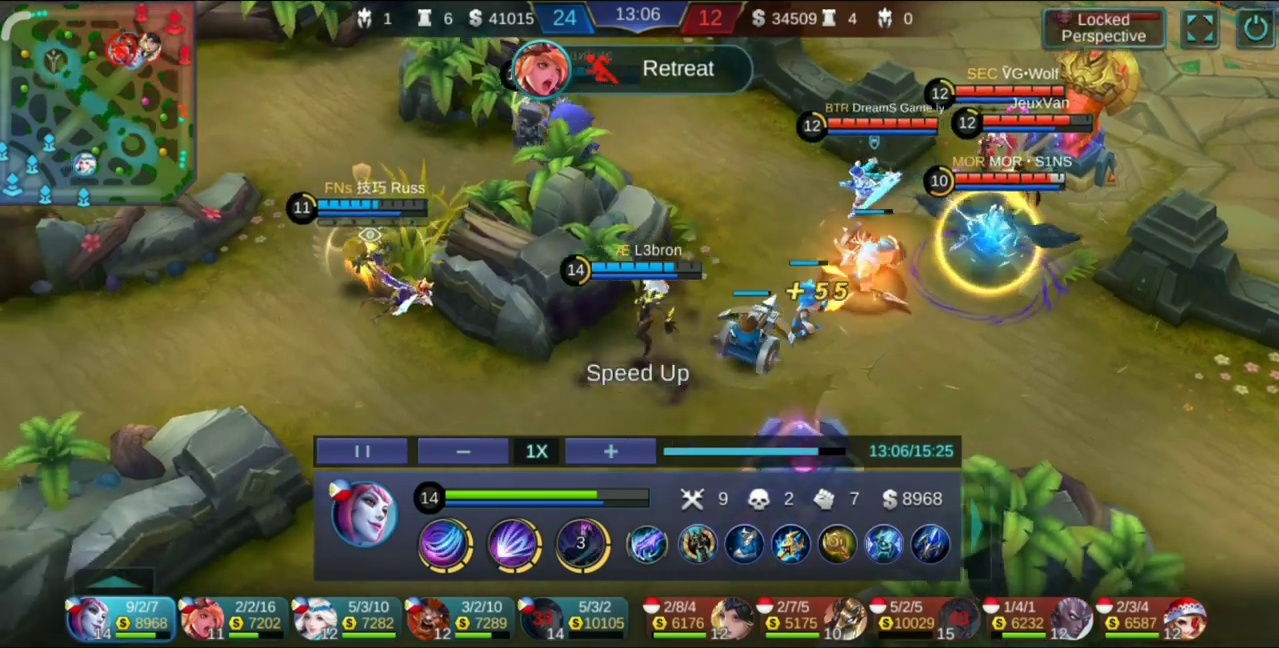 1 6 $ 41015 24 13:06 12 $ 34509 4 0
Locked
Perspective
Retreat
12 SEC ṼG•Wolf
12 BTR DreamS Game ly
12 JeuxVan
10 MOR MOR • S1NS
11 FNs 技巧 Russ
14 Æ L3bron
+55
Speed Up
1X 13:06/15:25
14 9 2 7 $ 8968
3
9/2/7 2/2/16 5/3/10 3/2/10 5/3/2 2/8/4 2/7/5 5/2/5 1/4/1 2/3/4
8968 7202 7282 7289 10105 6176 5175 10029 6232 6587
14 11 12 12 14 12 10 15 12 12